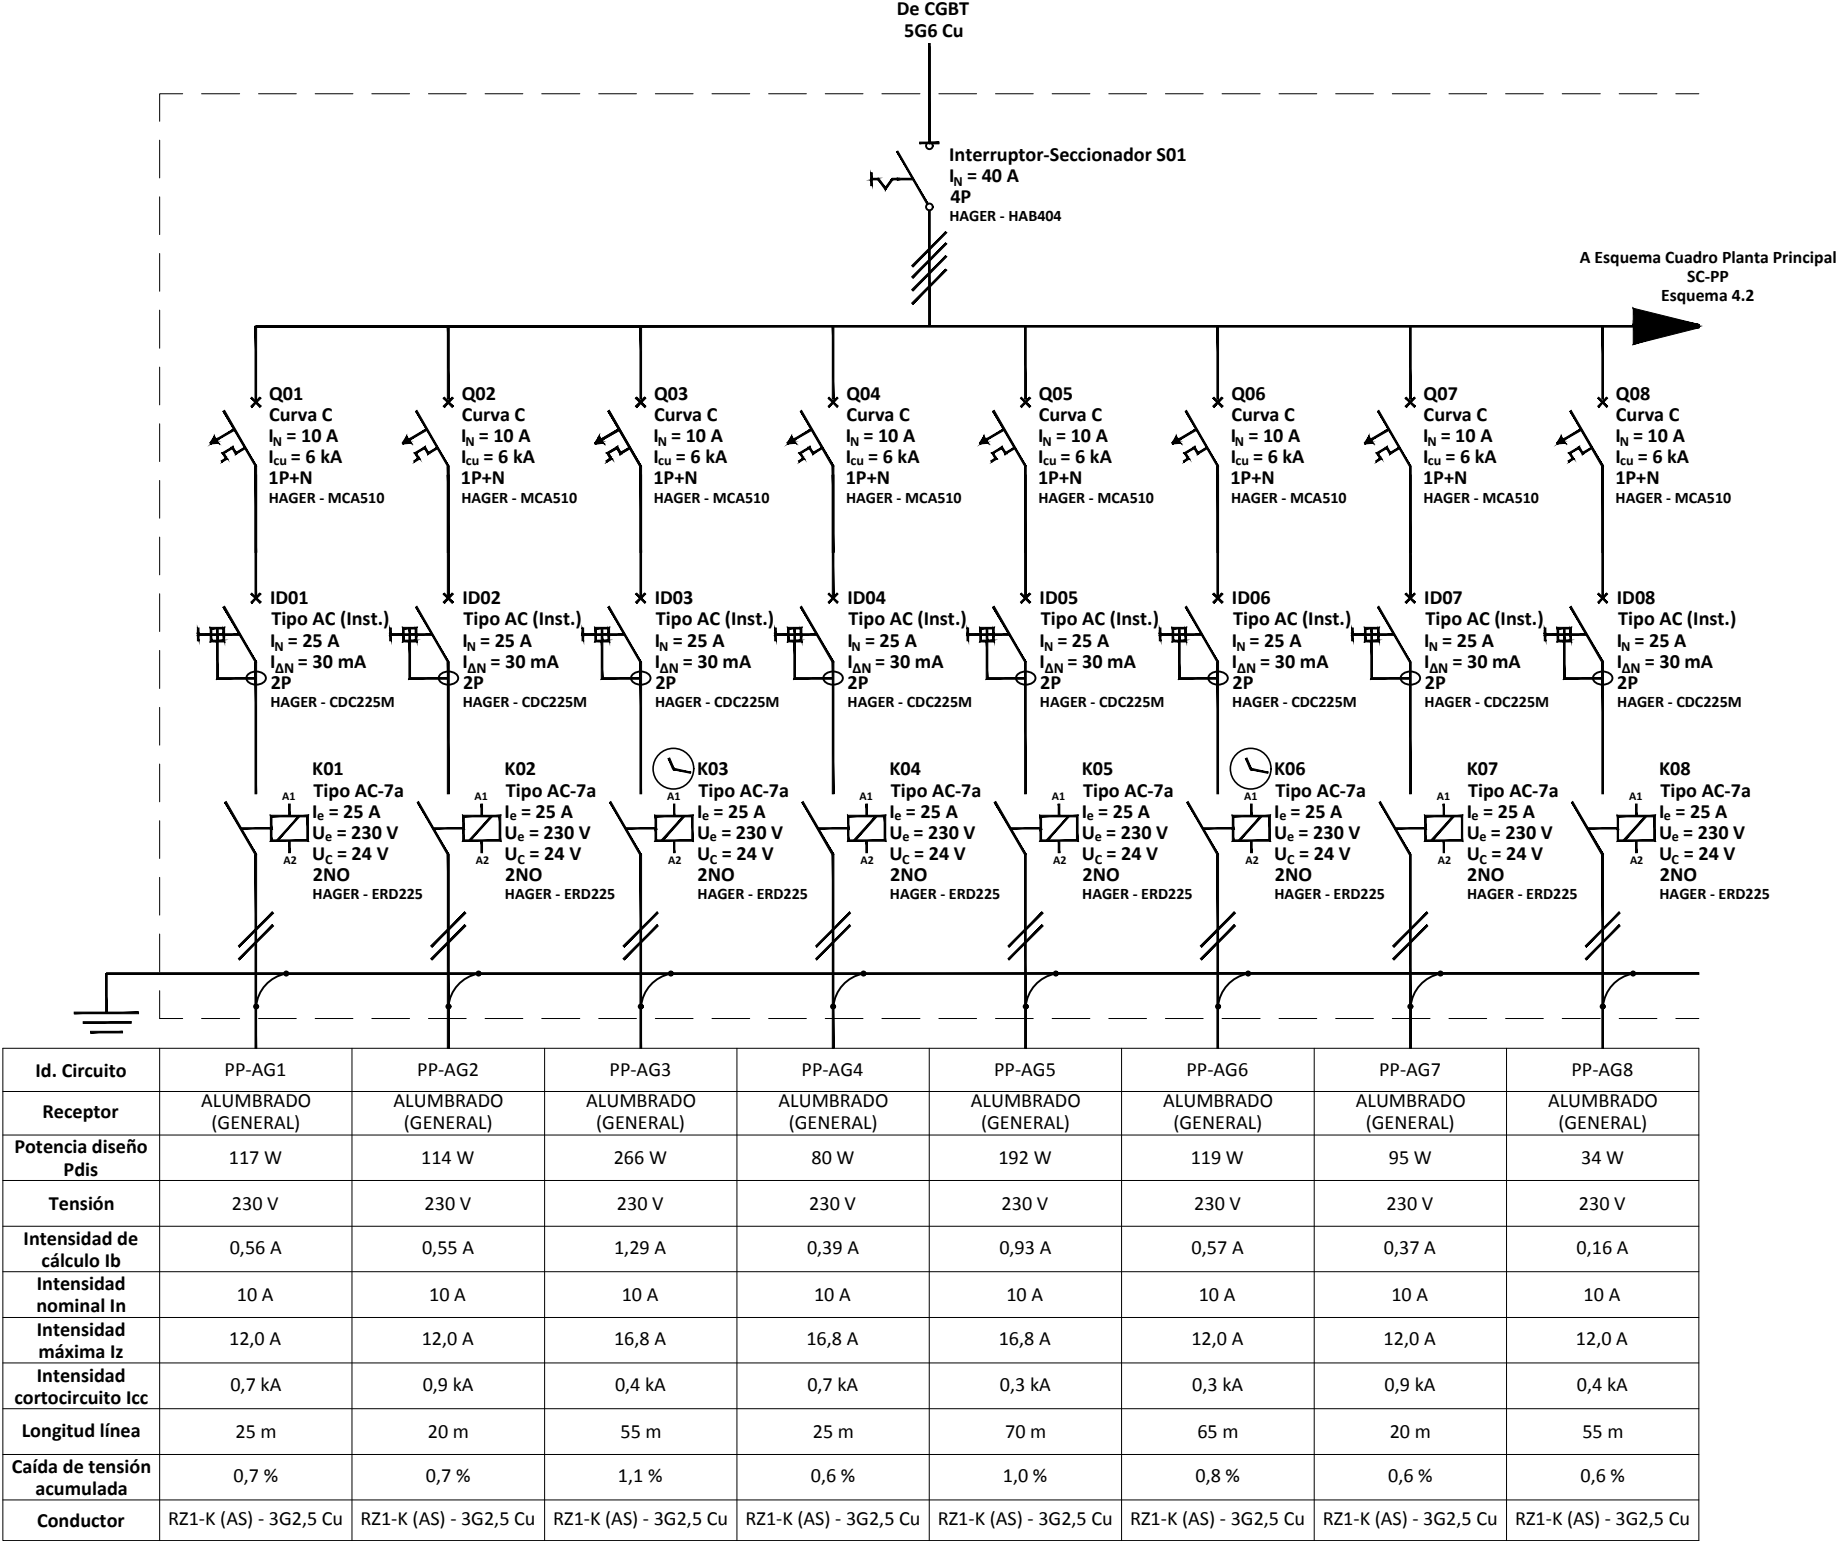 De CGBT
5G6 Cu
Interruptor-Seccionador S01
IN = 40 A
4P
HAGER - HAB404
A Esquema Cuadro Planta Principal
SC-PP
Esquema 4.2
Q01 Q02 Q03 Q04 Q05 Q06 Q07 Q08
Curva C Curva C Curva C Curva C Curva C Curva C Curva C Curva C
IN = 10 A IN = 10 A IN = 10 A IN = 10 A IN = 10 A IN = 10 A IN = 10 A IN = 10 A
Icu = 6 kA Icu = 6 kA Icu = 6 kA Icu = 6 kA Icu = 6 kA Icu = 6 kA Icu = 6 kA Icu = 6 kA
1P+N 1P+N 1P+N 1P+N 1P+N 1P+N 1P+N 1P+N
HAGER - MCA510 HAGER - MCA510 HAGER - MCA510 HAGER - MCA510 HAGER - MCA510 HAGER - MCA510 HAGER - MCA510 HAGER - MCA510
ID01 ID02 ID03 ID04 ID05 ID06 ID07 ID08
Tipo AC (Inst.) Tipo AC (Inst.) Tipo AC (Inst.) Tipo AC (Inst.) Tipo AC (Inst.) Tipo AC (Inst.) Tipo AC (Inst.) Tipo AC (Inst.)
IN = 25 A IN = 25 A IN = 25 A IN = 25 A IN = 25 A IN = 25 A IN = 25 A IN = 25 A
IΔN = 30 mA IΔN = 30 mA IΔN = 30 mA IΔN = 30 mA IΔN = 30 mA IΔN = 30 mA IΔN = 30 mA IΔN = 30 mA
2P 2P 2P 2P 2P 2P 2P 2P
HAGER - CDC225M HAGER - CDC225M HAGER - CDC225M HAGER - CDC225M HAGER - CDC225M HAGER - CDC225M HAGER - CDC225M HAGER - CDC225M
K01 K02 K03 K04 K05 K06 K07 K08
Tipo AC-7a Tipo AC-7a Tipo AC-7a Tipo AC-7a Tipo AC-7a Tipo AC-7a Tipo AC-7a Tipo AC-7a
A1 A1 A1 A1 A1 A1 A1 A1
Ie = 25 A Ie = 25 A Ie = 25 A Ie = 25 A Ie = 25 A Ie = 25 A Ie = 25 A Ie = 25 A
Ue = 230 V Ue = 230 V Ue = 230 V Ue = 230 V Ue = 230 V Ue = 230 V Ue = 230 V Ue = 230 V
A2 A2 A2 A2 A2 A2 A2 A2
UC = 24 V UC = 24 V UC = 24 V UC = 24 V UC = 24 V UC = 24 V UC = 24 V UC = 24 V
2NO 2NO 2NO 2NO 2NO 2NO 2NO 2NO
HAGER - ERD225 HAGER - ERD225 HAGER - ERD225 HAGER - ERD225 HAGER - ERD225 HAGER - ERD225 HAGER - ERD225 HAGER - ERD225
Id. Circuito PP-AG1 PP-AG2 PP-AG3 PP-AG4 PP-AG5 PP-AG6 PP-AG7 PP-AG8
Receptor ALUMBRADO ALUMBRADO ALUMBRADO ALUMBRADO ALUMBRADO ALUMBRADO ALUMBRADO ALUMBRADO
(GENERAL) (GENERAL) (GENERAL) (GENERAL) (GENERAL) (GENERAL) (GENERAL) (GENERAL)
Potencia diseño
Pdis 117 W 114 W 266 W 80 W 192 W 119 W 95 W 34 W
Tensión 230 V 230 V 230 V 230 V 230 V 230 V 230 V 230 V
Intensidad de
cálculo Ib 0,56 A 0,55 A 1,29 A 0,39 A 0,93 A 0,57 A 0,37 A 0,16 A
Intensidad
nominal In 10 A 10 A 10 A 10 A 10 A 10 A 10 A 10 A
Intensidad
máxima Iz 12,0 A 12,0 A 16,8 A 16,8 A 16,8 A 12,0 A 12,0 A 12,0 A
Intensidad
cortocircuito Icc 0,7 kA 0,9 kA 0,4 kA 0,7 kA 0,3 kA 0,3 kA 0,9 kA 0,4 kA
Longitud línea 25 m 20 m 55 m 25 m 70 m 65 m 20 m 55 m
Caída de tensión
acumulada 0,7 % 0,7 % 1,1 % 0,6 % 1,0 % 0,8 % 0,6 % 0,6 %
Conductor RZ1-K (AS) - 3G2,5 Cu RZ1-K (AS) - 3G2,5 Cu RZ1-K (AS) - 3G2,5 Cu RZ1-K (AS) - 3G2,5 Cu RZ1-K (AS) - 3G2,5 Cu RZ1-K (AS) - 3G2,5 Cu RZ1-K (AS) - 3G2,5 Cu RZ1-K (AS) - 3G2,5 Cu